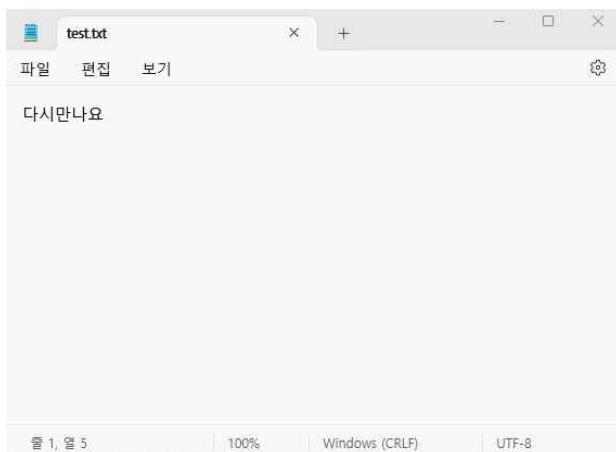 test.txt
파일 편집 보기
다시만나요
줄 1, 열 5 100% Windows (CRLF) UTF-8